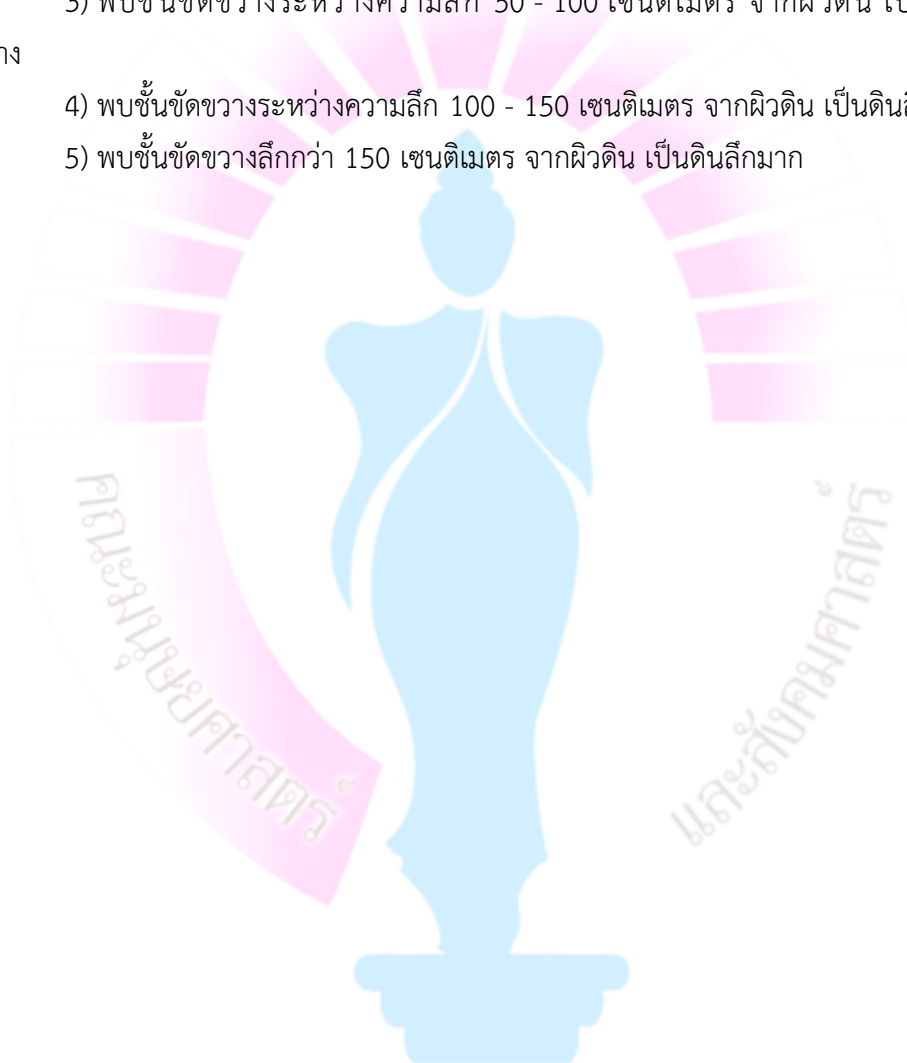 3) พบชั้นขัดขวางระหว่างความลึก 50 - 100 เซนติเมตร จากผิวดิน
4) พบชั้นขัดขวางระหว่างความลึก 100 - 150 เซนติเมตร จากผิวดิน
5) พบชั้นขัดขวางลึกกว่า 150 เซนติเมตร จากผิวดิน เป็นดินลึกมาก
คณะมนุษยศาสตร์
และสังคมศาสตร์